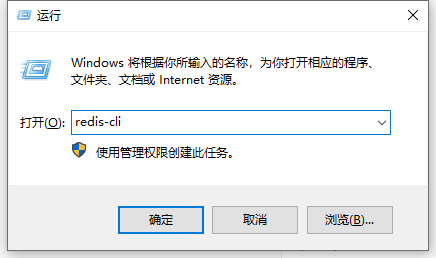 运行
Windows 将根据你所输入的名称，为你打开相应的程序、
文件夹、文档或 Internet 资源。
打开(O): redis-cli
使用管理权限创建此任务。
确定 取消 浏览(B)...